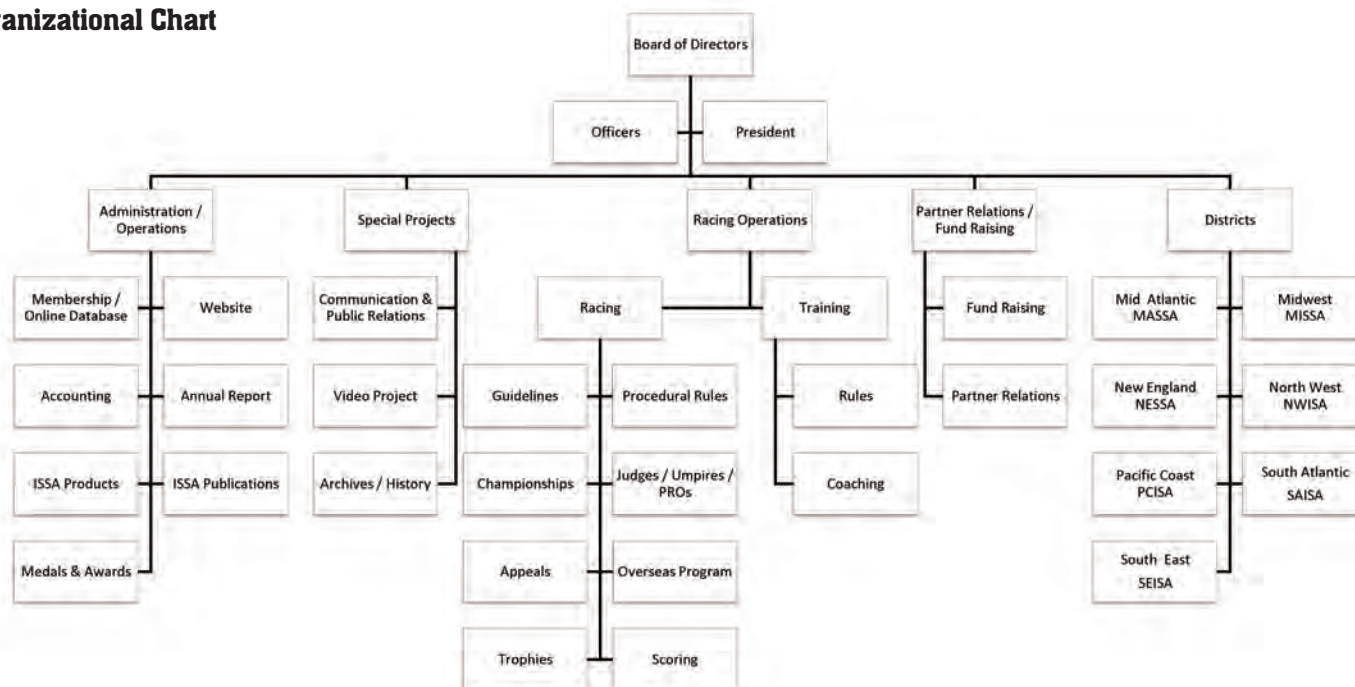 anizational Chart
Board of Directors
Officers
President
Administration /
Operations
Special Projects
Racing Operations
Partner Relations /
Fund Raising
Districts
Membership /
Online Database
Website
Communication &
Public Relations
Racing
Training
Fund Raising
Mid Atlantic
MASSA
Midwest
MISSA
Accounting
Annual Report
Video Project
Guidelines
Procedural Rules
Rules
Partner Relations
New England
NESSA
North West
NWISA
ISSA Products
ISSA Publications
Archives / History
Championships
Judges / Umpires /
PROs
Coaching
Pacific Coast
PCISA
South Atlantic
SAISA
Medals & Awards
Appeals
Overseas Program
South East
SEISA
Trophies
Scoring